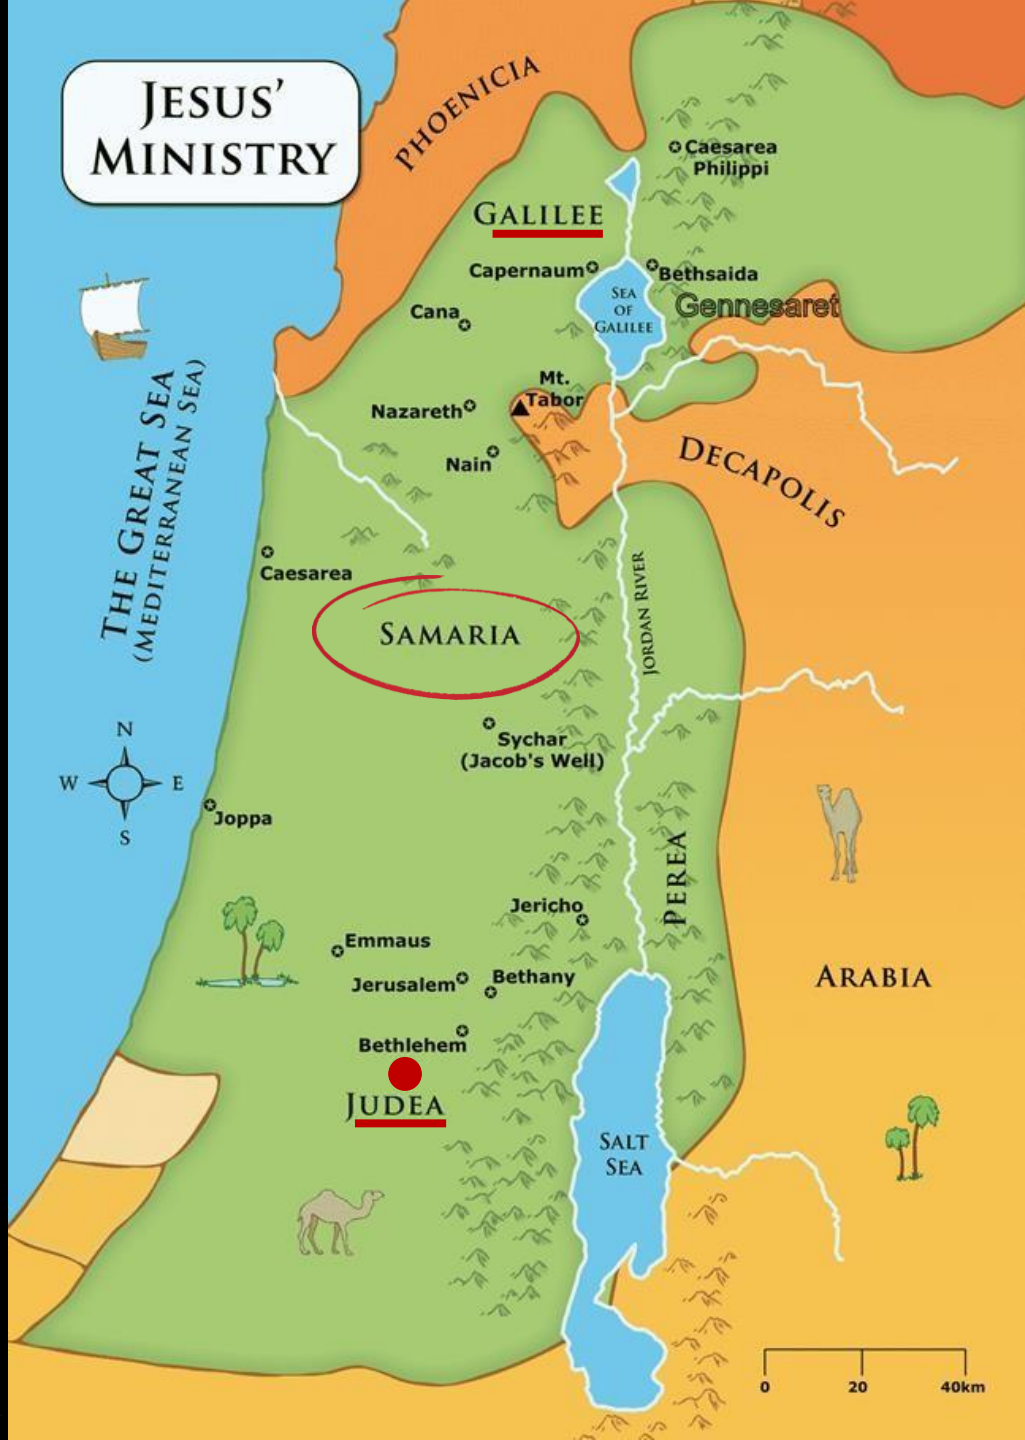 JESUS'
MINISTRY
PHOENICIA
Caesarea
Philippi
GALILEE
Capernaum
Bethsaida
SEA
OF
GALILEE
Gennesaret
Cana
Mt.
Tabor
Nazareth
Nain
DECAPOLIS
THE GREAT SEA
(MEDITERRANEAN SEA)
Caesarea
JORDAN RIVER
SAMARIA
Sychar
(Jacob's Well)
N
W
E
S
Joppa
PEREA
Jericho
Emmaus
Jerusalem
Bethany
ARABIA
Bethlehem
JUDEA
SALT
SEA
0
20
40km